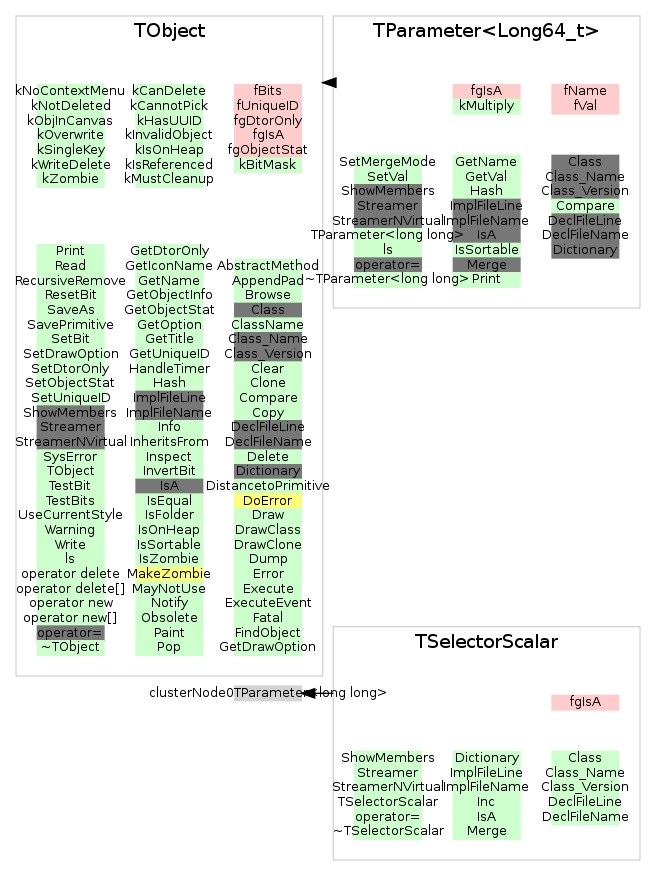 TObject
kNoContextMenu
kNotDeleted
kObjInCanvas
kOverwrite
kSingleKey
kWriteDelete
kZombie
kCanDelete
kCannotPick
kHasUUID
kInvalidObject
kIsOnHeap
kIsReferenced
kMustCleanup
fBits
fUniqueID
fgDtorOnly
fgIsA
fgObjectStat
kBitMask
Print
Read
RecursiveRemove
ResetBit
SaveAs
SavePrimitive
SetBit
SetDrawOption
SetDtorOnly
SetObjectStat
SetUniqueID
ShowMembers
Streamer
StreamerNVirtual
SysError
TObject
TestBit
TestBits
UseCurrentStyle
Warning
Write
ls
operator delete
operator delete[]
operator new
operator new[]
operator=
~TObject
GetDtorOnly
GetIconName
GetName
GetObjectInfo
GetObjectStat
GetOption
GetTitle
GetUniqueID
HandleTimer
Hash
ImplFileLine
ImplFileName
Info
InheritsFrom
Inspect
InvertBit
IsA
IsEqual
IsFolder
IsOnHeap
IsSortable
IsZombie
MakeZombie
MayNotUse
Notify
Obsolete
Paint
Pop
AbstractMethod
AppendPad
Browse
Class
ClassName
Class_Name
Class_Version
Clear
Clone
Compare
Copy
DeclFileLine
DeclFileName
Delete
Dictionary
DistancetoPrimitive
DoError
Draw
DrawClass
DrawClone
Dump
Error
Execute
ExecuteEvent
Fatal
FindObject
GetDrawOption
TParameter<Long64_t>
fgIsA
kMultiply
fName
fVal
SetMergeMode
SetVal
ShowMembers
Streamer
StreamerNVirtual
TParameter<long long>
ls
operator=
~TParameter<long long>
GetName
GetVal
Hash
ImplFileLine
ImplFileName
IsA
IsSortable
Merge
Print
Class
Class_Name
Class_Version
Compare
DeclFileLine
DeclFileName
Dictionary
clusterNode0TParameter<long long>
TSelectorScalar
fgIsA
ShowMembers
Streamer
StreamerNVirtual
TSelectorScalar
operator=
~TSelectorScalar
Dictionary
ImplFileLine
ImplFileName
Inc
IsA
Merge
Class
Class_Name
Class_Version
DeclFileLine
DeclFileName